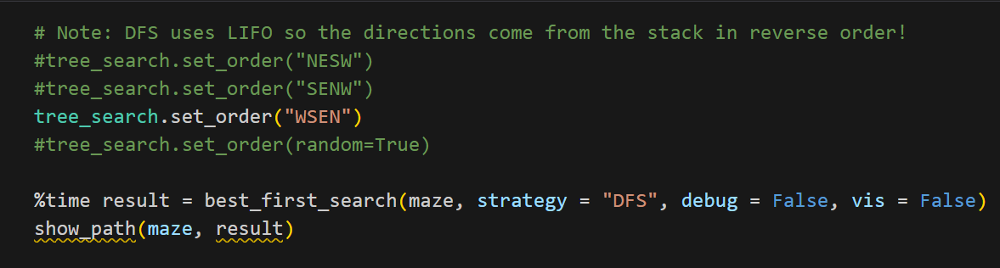 # Note: DFS uses LIFO so the directions come from the stack in reverse order!
#tree_search.set_order("NESW")
#tree_search.set_order("SENW")
tree_search.set_order("WSEN")
#tree_search.set_order(random=True)
%time result = best_first_search(maze, strategy = "DFS", debug = False, vis = False)
show_path(maze, result)